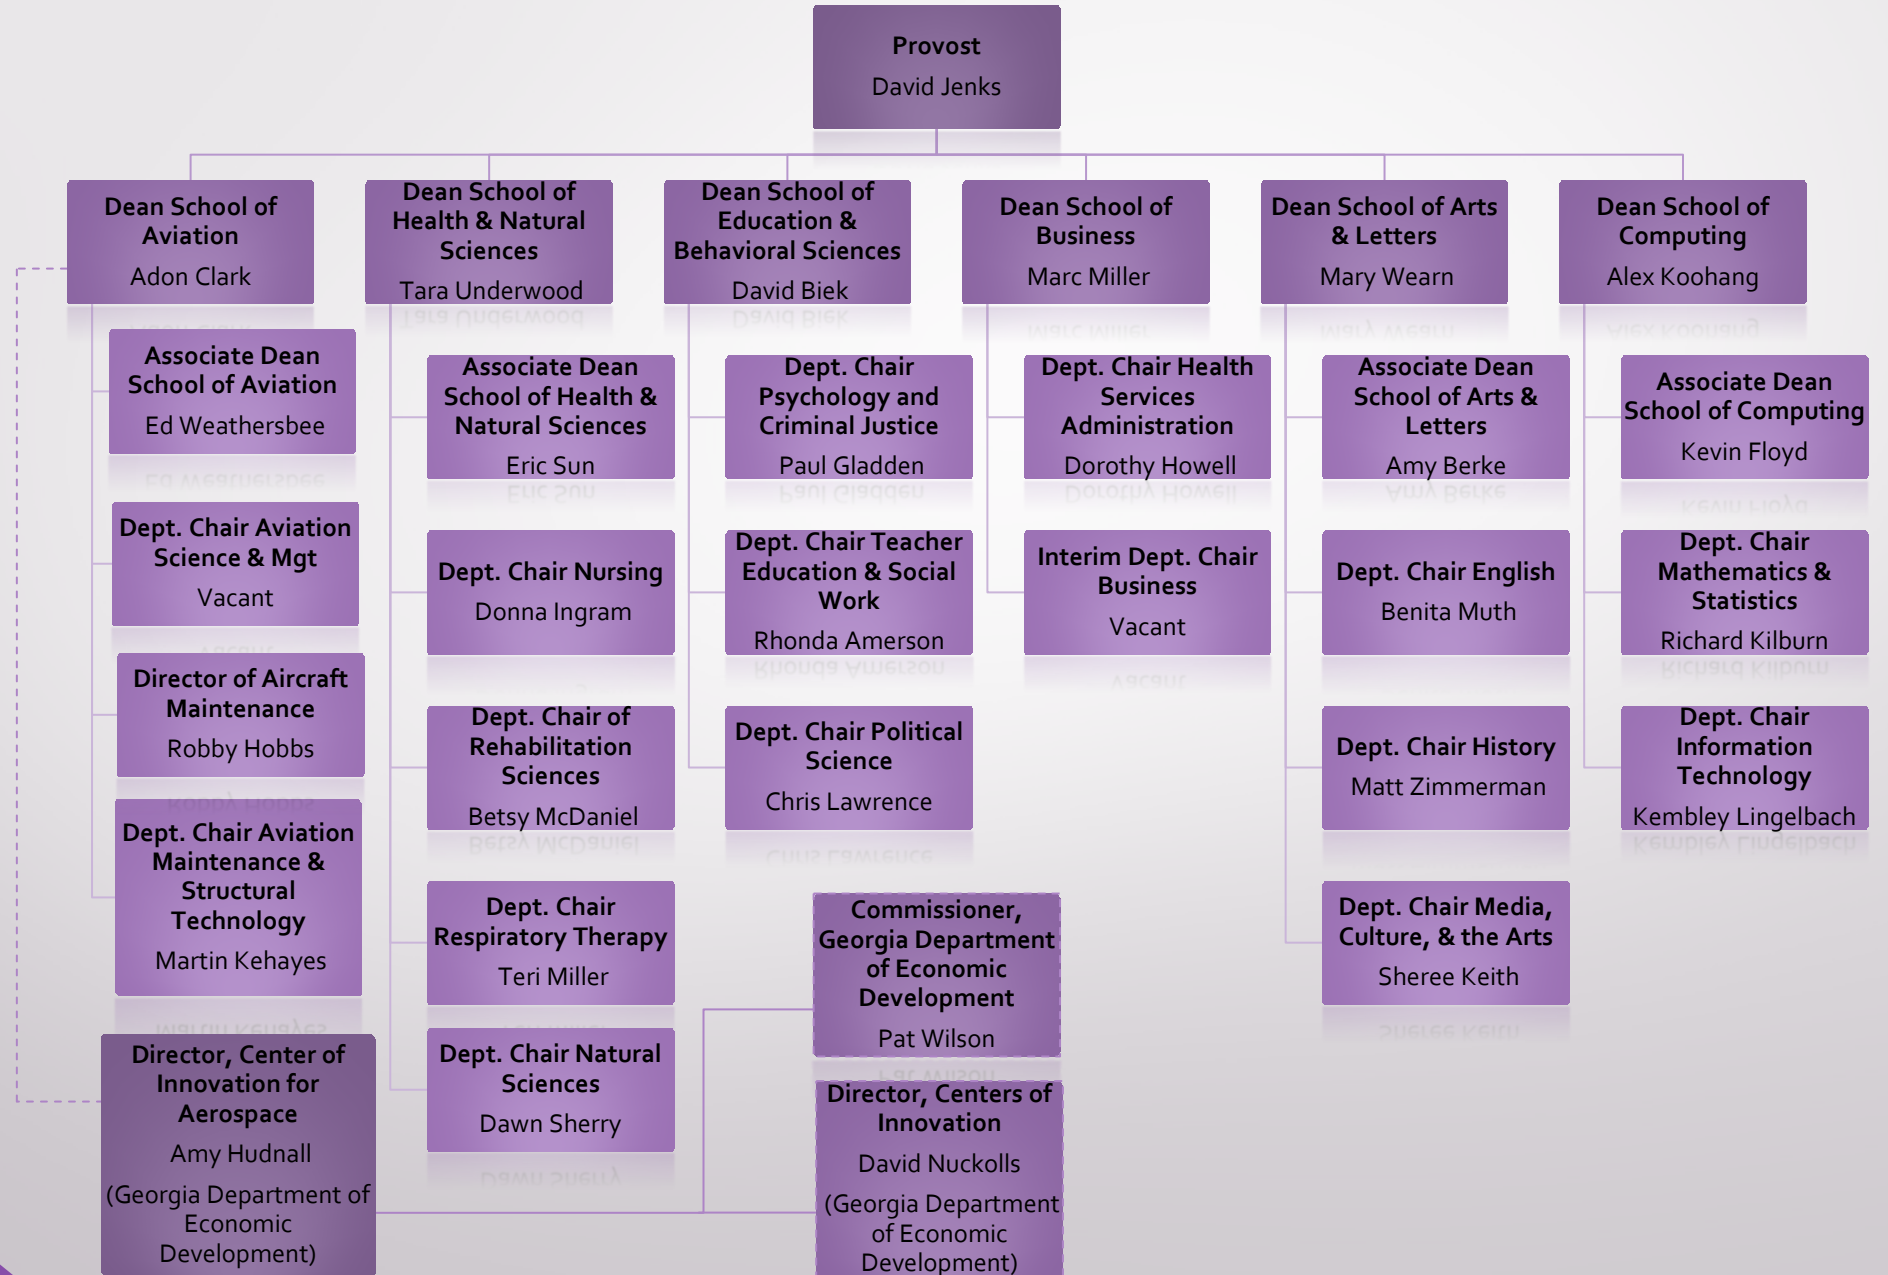 Provost
David Jenks
Dean School of
Aviation
Adon Clark
Associate Dean
School of Aviation
Ed Weathersbee
Dept. Chair Aviation
Science & Mgt
Vacant
Director of Aircraft
Maintenance
Robby Hobbs
Dept. Chair Aviation
Maintenance &
Structural
Technology
Martin Kehayes
Director, Center of
Innovation for
Aerospace
Amy Hudnall
(Georgia Department of
Economic
Development)
Dean School of
Health & Natural
Sciences
Tara Underwood
Associate Dean
School of Health &
Natural Sciences
Eric Sun
Dept. Chair Nursing
Donna Ingram
Dept. Chair of
Rehabilitation
Sciences
Betsy McDaniel
Dept. Chair
Respiratory Therapy
Teri Miller
Dept. Chair Natural
Sciences
Dawn Sherry
Dean School of
Education &
Behavioral Sciences
David Biek
Dept. Chair
Psychology and
Criminal Justice
Paul Gladden
Dept. Chair Teacher
Education & Social
Work
Rhonda Amerson
Dept. Chair Political
Science
Chris Lawrence
Commissioner,
Georgia Department
of Economic
Development
Pat Wilson
Director, Centers of
Innovation
David Nuckolls
(Georgia Department
of Economic
Development)
Dean School of
Business
Marc Miller
Dept. Chair Health
Services
Administration
Dorothy Howell
Interim Dept. Chair
Business
Vacant
Dean School of Arts
& Letters
Mary Wearn
Associate Dean
School of Arts &
Letters
Amy Berke
Dept. Chair English
Benita Muth
Dept. Chair History
Matt Zimmerman
Dept. Chair Media,
Culture, & the Arts
Sheree Keith
Dean School of
Computing
Alex Koohang
Associate Dean
School of Computing
Kevin Floyd
Dept. Chair
Mathematics &
Statistics
Richard Kilburn
Dept. Chair
Information
Technology
Kembley Lingelbach